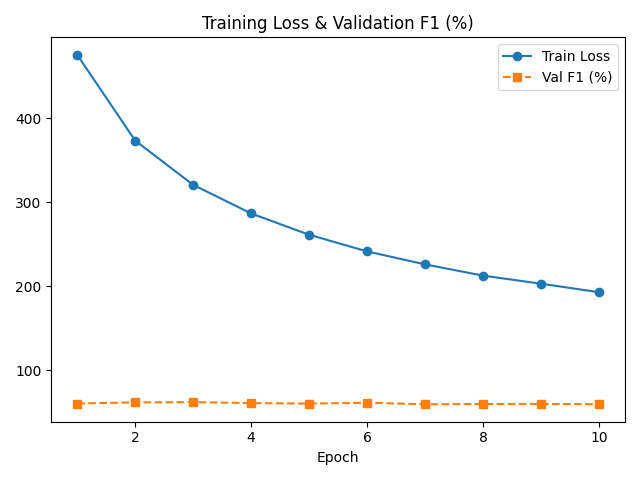 Training Loss & Validation F1 (%)
Train Loss
Val F1 (%)
400
300
200
100
2 4 6 8 10
Epoch